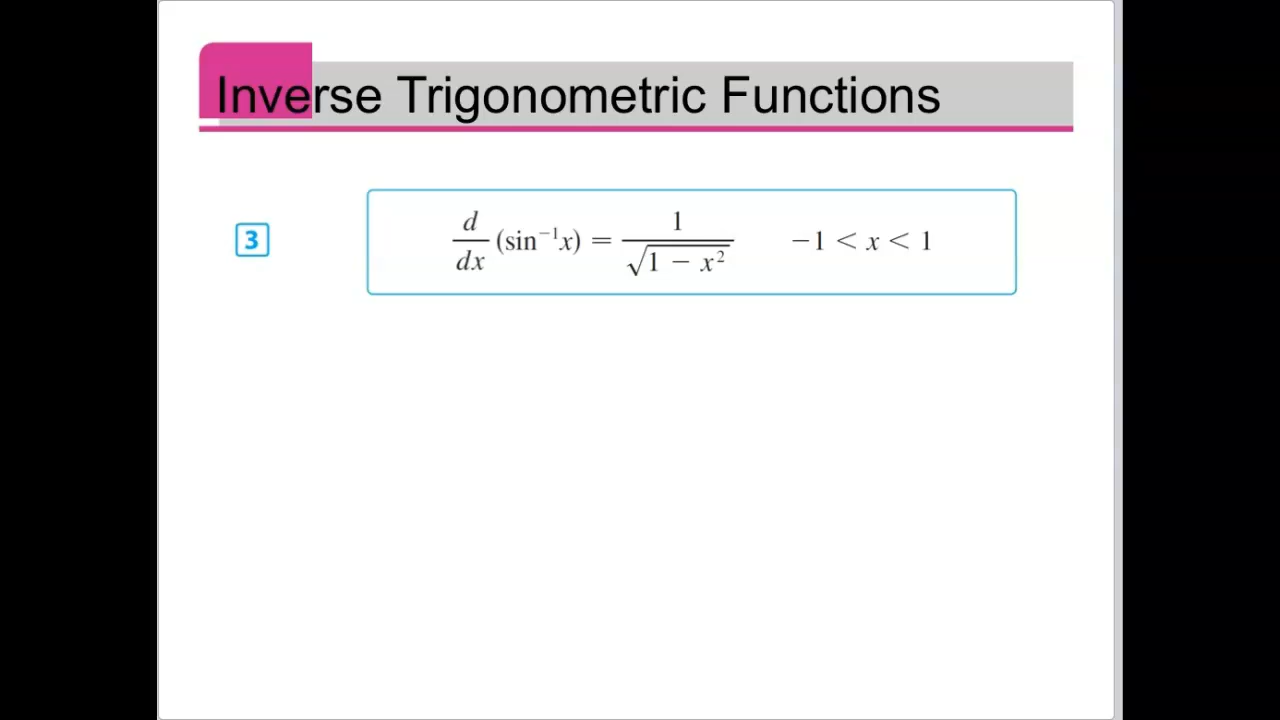 Inverse Trigonometric Functions
3
d/dx (sin⁻¹x) = 1/√(1 − x²)  −1 < x < 1